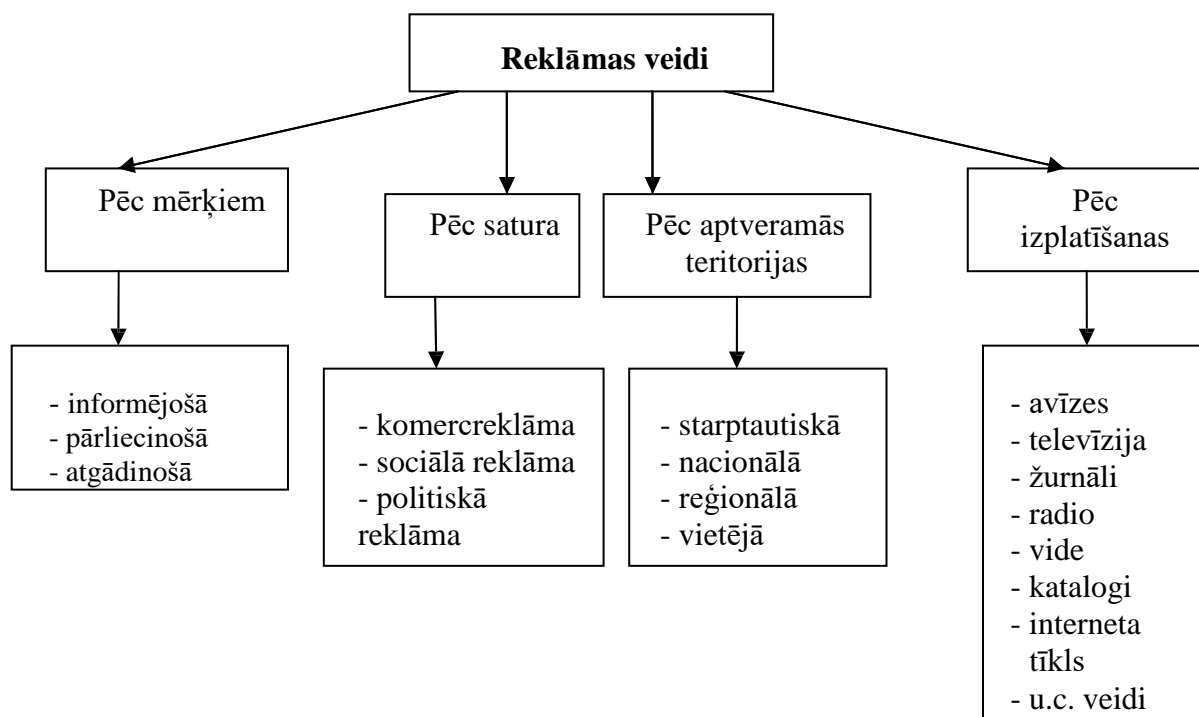 Reklāmas veidi
Pēc mērķiem
Pēc satura
Pēc aptveramās
teritorijas
Pēc
izplatīšanas
- informējošā
- pārliecinošā
- atgādinošā
- komercreklāma
- sociālā reklāma
- politiskā
reklāma
- starptautiskā
- nacionālā
- reģionālā
- vietējā
- avīzes
- televīzija
- žurnāli
- radio
- vide
- katalogi
- interneta
tīkls
- u.c. veidi